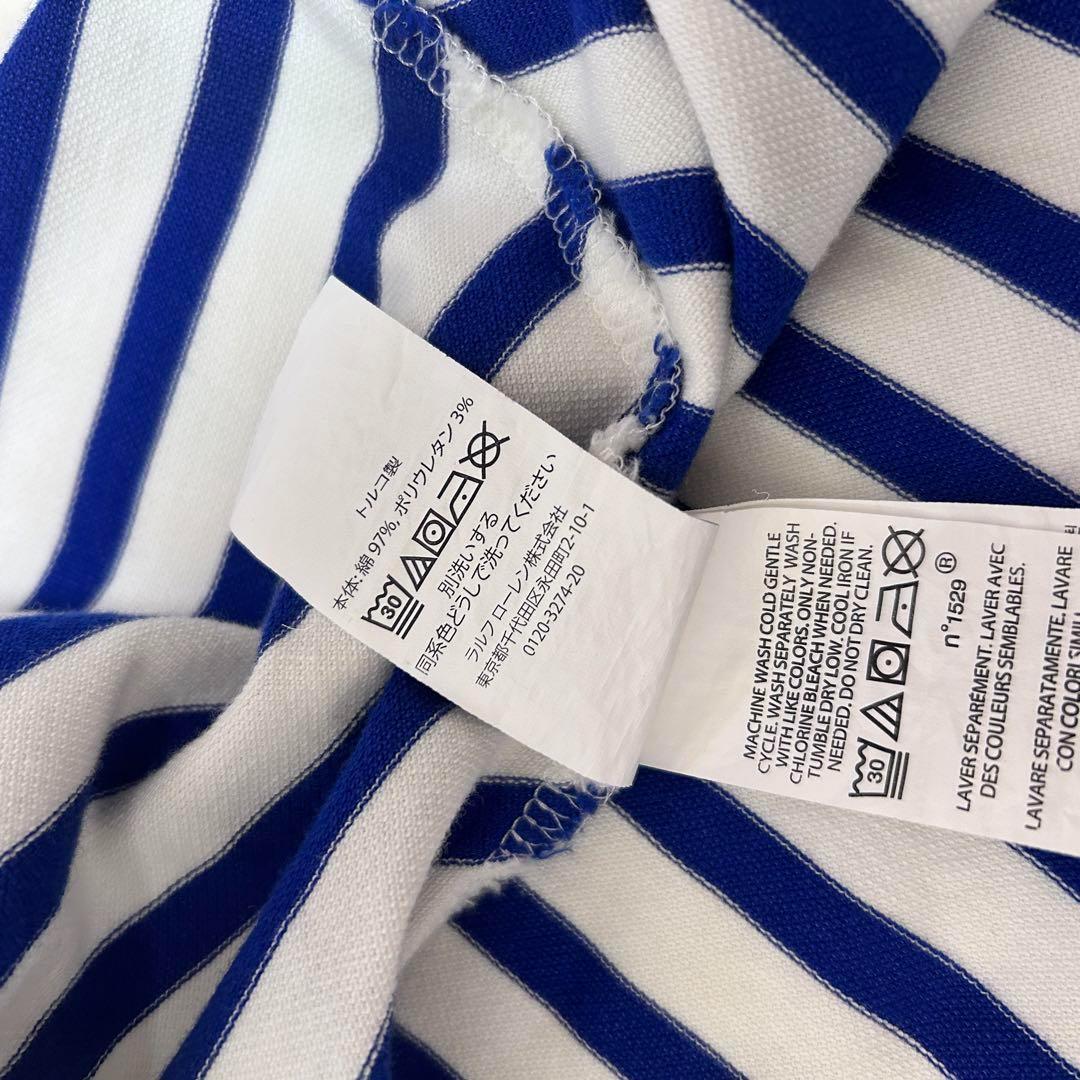 トルコ製
本体: 綿 97%, ポリウレタン 3%
30
別洗いする
同系色どうしで洗ってください
ラルフ ローレン株式会社
東京都千代田区永田町2-10-1
0120-3274-20
MACHINE WASH COLD GENTLE
CYCLE. WASH SEPARATELY WASH
WITH LIKE COLORS. ONLY NON-
CHLORINE BLEACH WHEN NEEDED.
TUMBLE DRY LOW. COOL IRON IF
NEEDED. DO NOT DRY CLEAN.
30
n°1529 ®
LAVER SEPARÉMENT. LAVER AVEC
DES COULEURS SEMBLABLES.
LAVARE SEPARATAMENTE. LAVARE
CON COLORI SIMILI